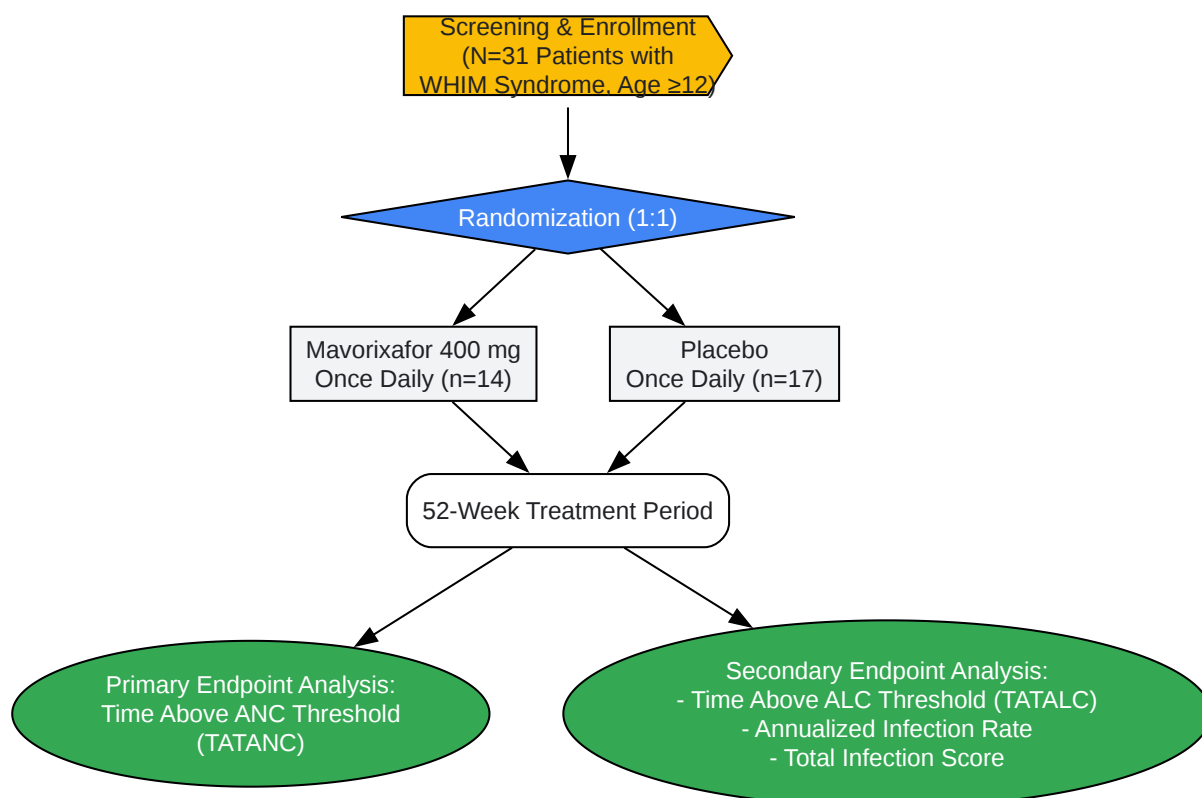 Screening & Enrollment
(N=31 Patients with
WHIM Syndrome, Age ≥12)
Randomization (1:1)
Mavorixafor 400 mg
Once Daily (n=14)
Placebo
Once Daily (n=17)
52-Week Treatment Period
Primary Endpoint Analysis:
Time Above ANC Threshold
(TATANC)
Secondary Endpoint Analysis:
- Time Above ALC Threshold (TATALC)
- Annualized Infection Rate
- Total Infection Score